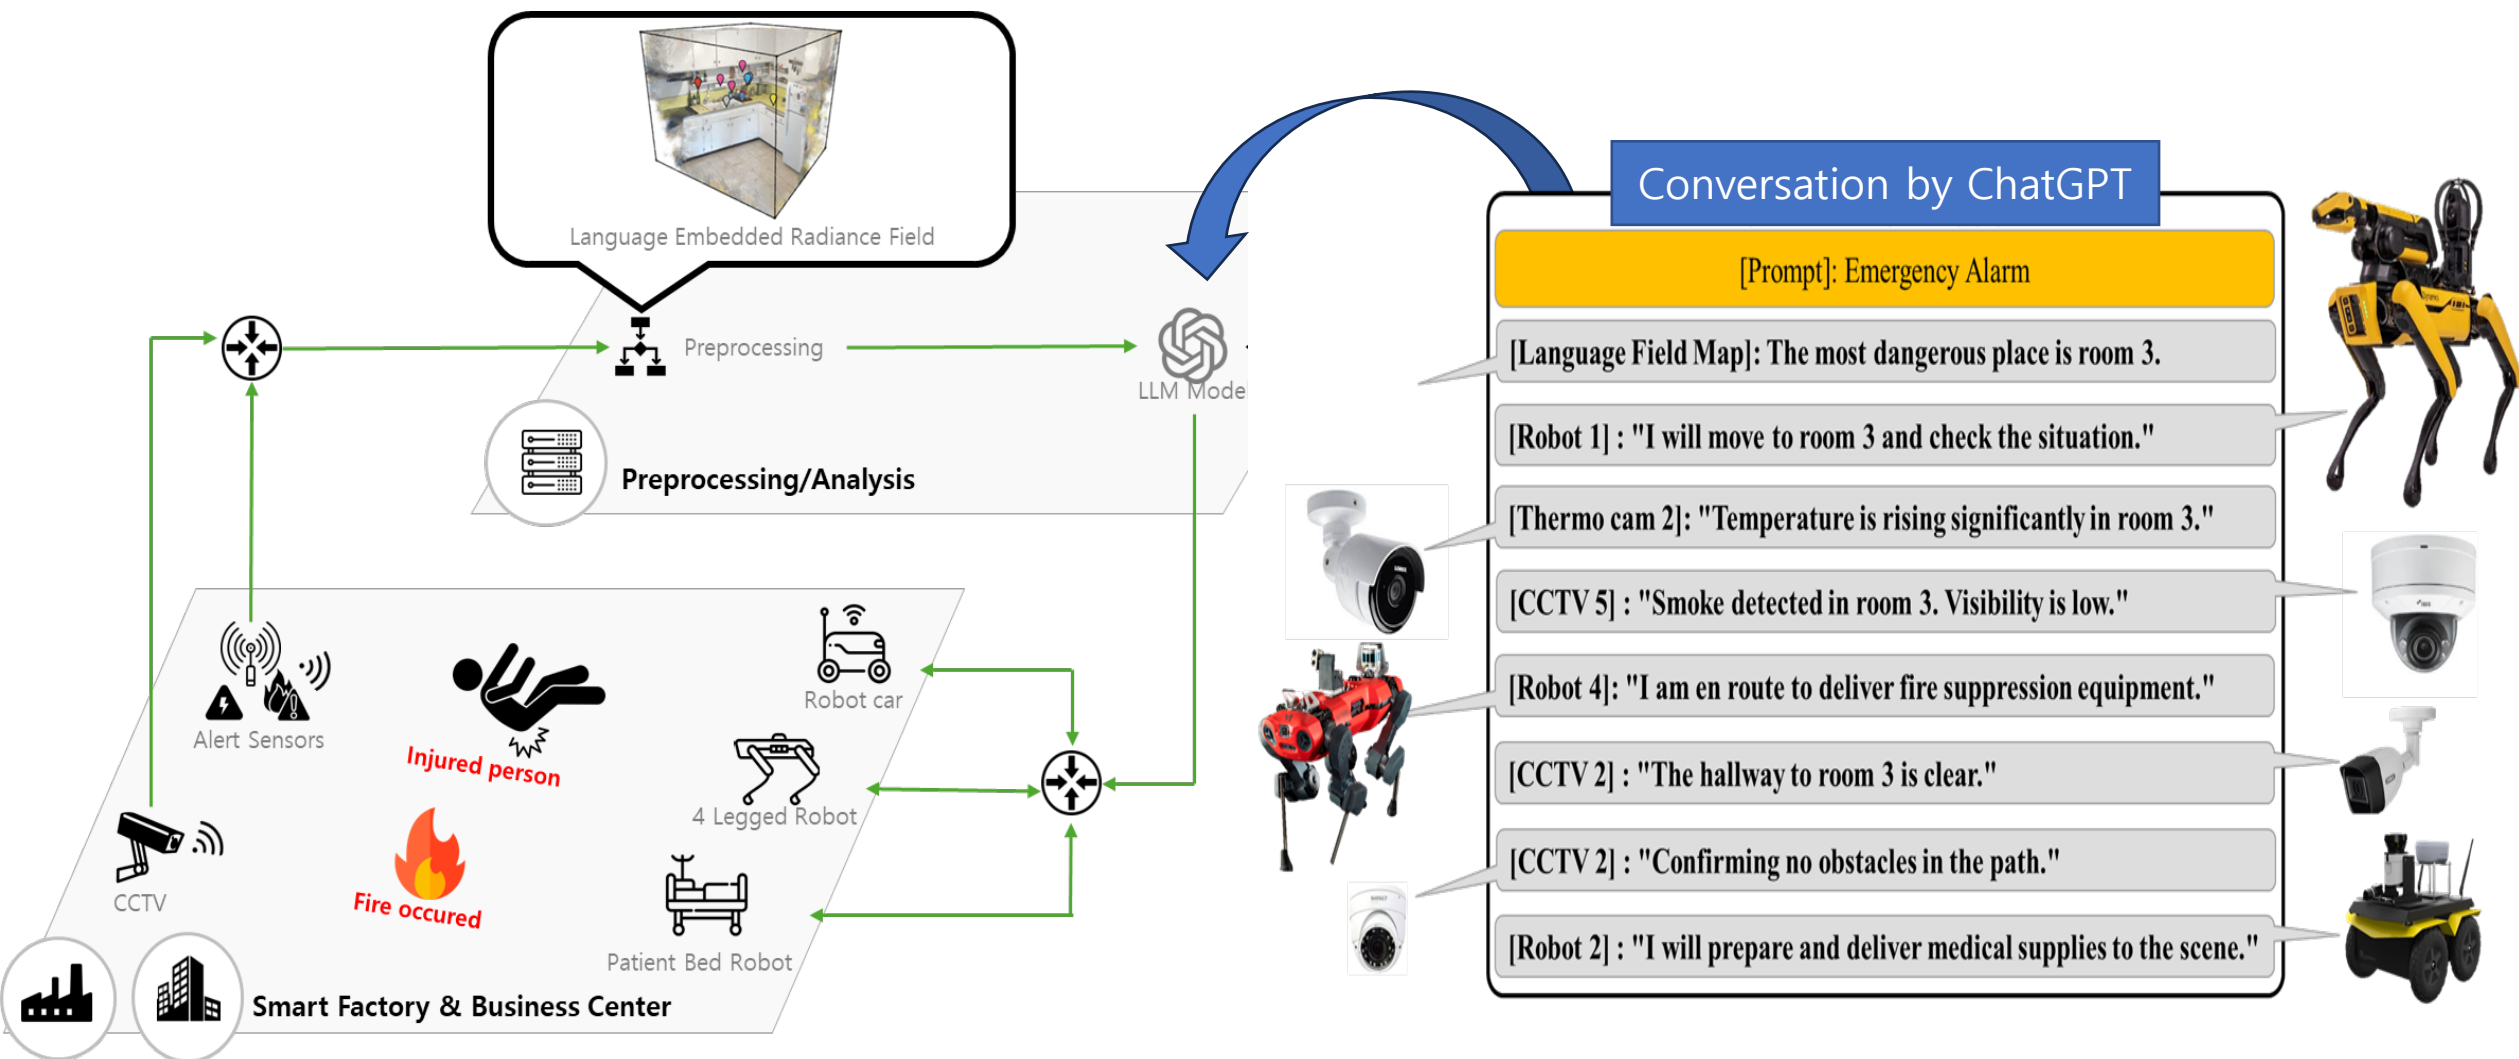 Language Embedded Radiance Field
Preprocessing
LLM Mode
Preprocessing/Analysis
Alert Sensors
Injured person
Fire occured
CCTV
Robot car
4 Legged Robot
Patient Bed Robot
Smart Factory & Business Center
Conversation by ChatGPT
[Prompt]: Emergency Alarm
[Language Field Map]: The most dangerous place is room 3.
[Robot 1] : "I will move to room 3 and check the situation."
[Thermo cam 2]: "Temperature is rising significantly in room 3."
[CCTV 5] : "Smoke detected in room 3. Visibility is low."
[Robot 4]: "I am en route to deliver fire suppression equipment."
[CCTV 2] : "The hallway to room 3 is clear."
[CCTV 2] : "Confirming no obstacles in the path."
[Robot 2] : "I will prepare and deliver medical supplies to the scene."